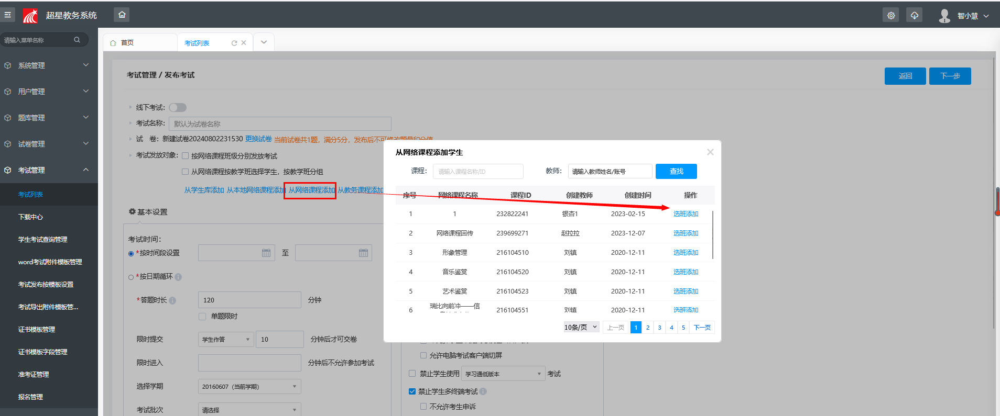 超星教务系统
智小慧
请输入菜单名称
首页
考试列表
系统管理
用户管理
题库管理
试卷管理
考试管理
考试列表
下载中心
学生考试查询管理
word考试附件模板管理
考试发布按模板设置
考试导出附件模板管...
证书模板管理
证书模板字段管理
准考证管理
报名管理
考试管理 / 发布考试
返回
下一步
线下考试：
考试名称： 默认为试卷名称
试 卷：新建试卷20240802231530 更换试卷 当前试卷共1题，满分5分，发布后不可修改题量和分值
考试发放对象： 按网络课程班级分别发放考试
从网络课程按教学班选择学生，按教学班分组
从学生库添加 从本地网络课程添加 从网络课程添加 从教务课程添加
基本设置
考试时间：
*按时间段设置 至
*按日期循环
*答题时长 120 分钟
单题限时
限时提交 学生作答 10 分钟后才可交卷
限时进入 分钟后不允许参加考试
选择学期 20160607（当前学期）
考试批次 请选择
从网络课程添加学生
课程： 请输入课程名称/ID 教师： 请输入教师姓名/账号 查找
序号 网络课程名称 课程ID 创建教师 创建时间 操作
1 1 232822241 银杏1 2023-02-15 选班添加
2 网络课程回传 239699271 赵拉拉 2023-12-07 选班添加
3 形象管理 216104510 刘镇 2020-12-11 选班添加
4 音乐鉴赏 216104520 刘镇 2020-12-11 选班添加
5 艺术鉴赏 216104523 刘镇 2020-12-11 选班添加
6 瑞比向前冲——信 216104551 刘镇 2020-12-11 选班添加
10条/页 上一页 1 2 3 4 5 下一页
允许电脑考试客户端切屏
禁止学生使用 学习通低版本 考试
禁止学生多终端考试
不允许考生申诉